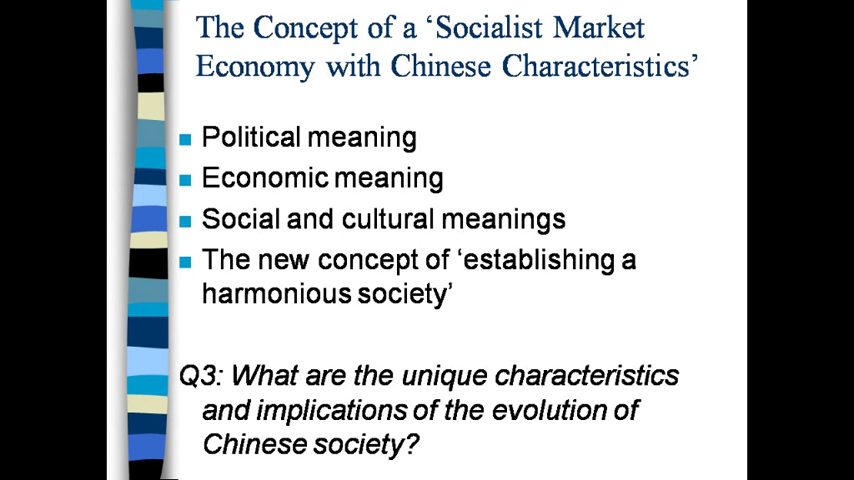 The Concept of a ‘Socialist Market
Economy with Chinese Characteristics’
Political meaning
Economic meaning
Social and cultural meanings
The new concept of ‘establishing a
harmonious society’
Q3: What are the unique characteristics
and implications of the evolution of
Chinese society?